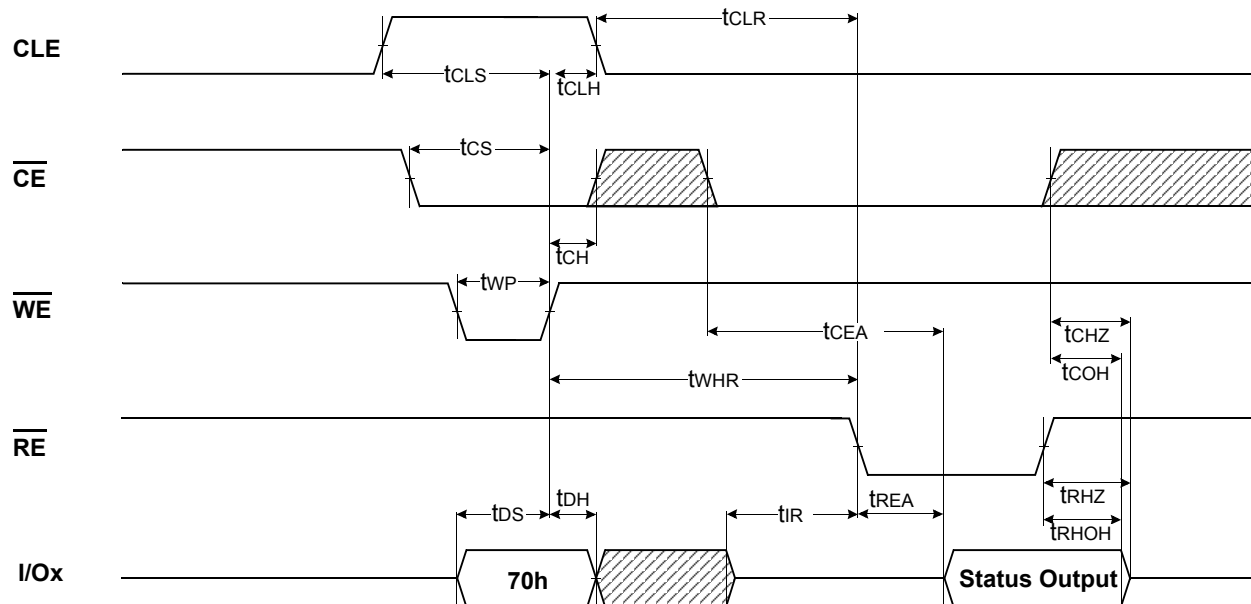 tCLR
CLE
tCLS
tCLH
CE
tCS
tCH
WE
tWP
tCEA
tCHZ
tCOH
tWHR
RE
tDH
tDS
tIR
tREA
tRHZ
tRHOH
I/Ox
70h
Status Output